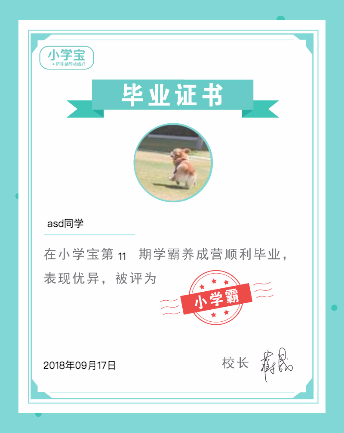 小学宝
毕业证书
asd同学
在小学宝第 11 期学霸养成营顺利毕业，
表现优异，被评为
小学霸
2018年09月17日
校长